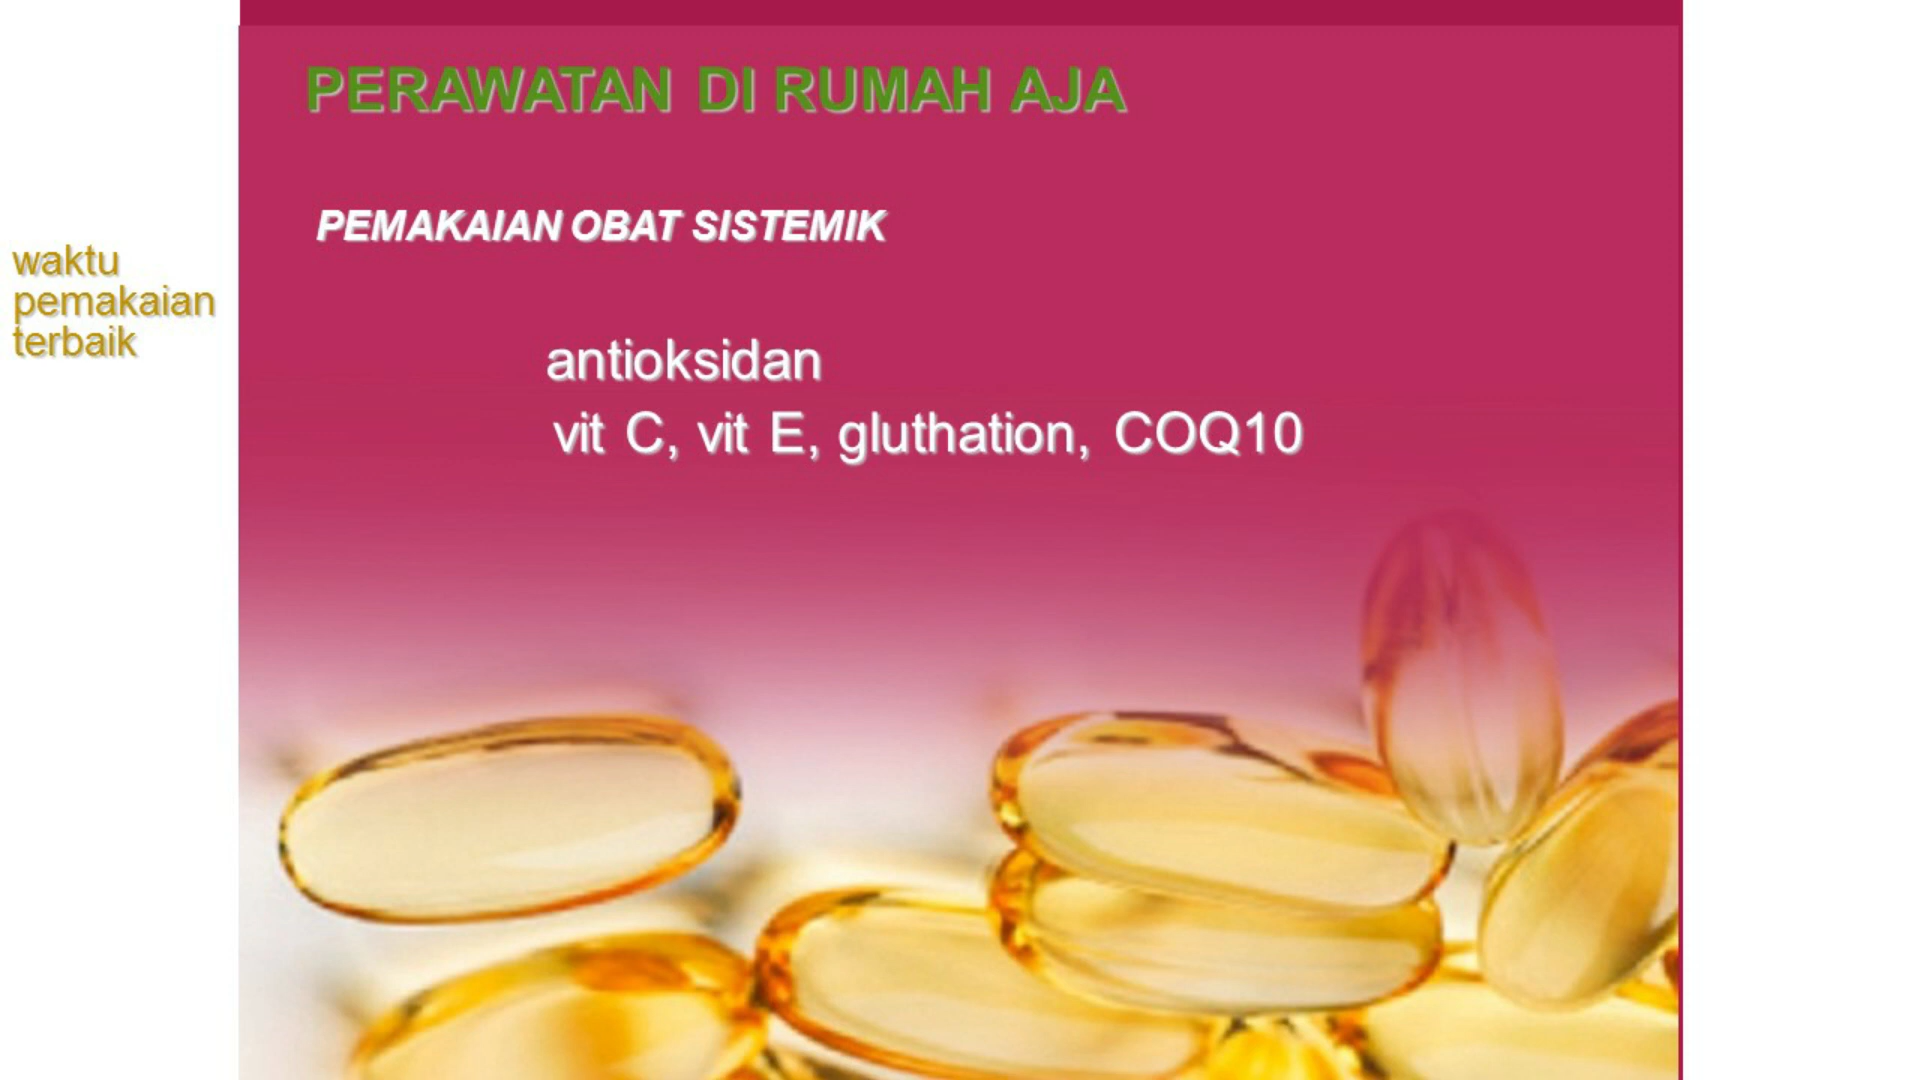 PERAWATAN DI RUMAH AJA
PEMAKAIAN OBAT SISTEMIK
waktu
pemakaian
terbaik
antioksidan
vit C, vit E, gluthation, COQ10